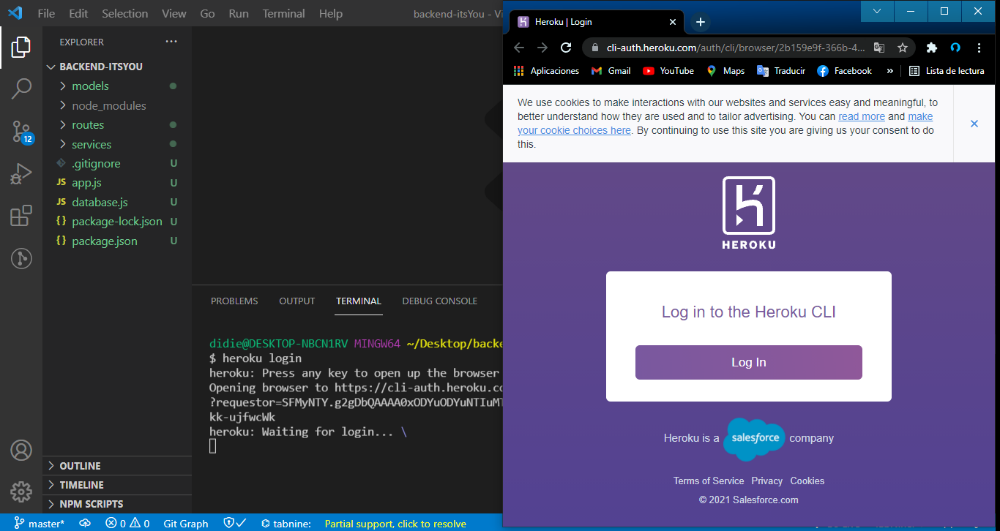 File Edit Selection View Go Run Terminal Help backend-itsYou - Vi
EXPLORER
BACKEND-ITSYOU
models
node_modules
routes
services
.gitignore U
JS app.js U
JS database.js U
{} package-lock.json U
{} package.json U
12
OUTLINE
TIMELINE
NPM SCRIPTS
PROBLEMS OUTPUT TERMINAL DEBUG CONSOLE
didie@DESKTOP-NBCN1RV MINGW64 ~/Desktop/backe
$ heroku login
heroku: Press any key to open up the browser
Opening browser to https://cli-auth.heroku.co
?requestor=SFMyNTY.g2gDbQAAAA0xODYuODYuNTIuMT
kk-ujfwcWk
heroku: Waiting for login... \
master* 0 0 Git Graph tabnine: Partial support, click to resolve
Heroku | Login
cli-auth.heroku.com/auth/cli/browser/2b159e9f-366b-4...
Aplicaciones Gmail YouTube Maps Traducir Facebook » Lista de lectura
We use cookies to make interactions with our websites and services easy and meaningful, to
better understand how they are used and to tailor advertising. You can read more and make
your cookie choices here. By continuing to use this site you are giving us your consent to do
this.
HEROKU
Log in to the Heroku CLI
Log In
Heroku is a salesforce company
Terms of Service Privacy Cookies
© 2021 Salesforce.com